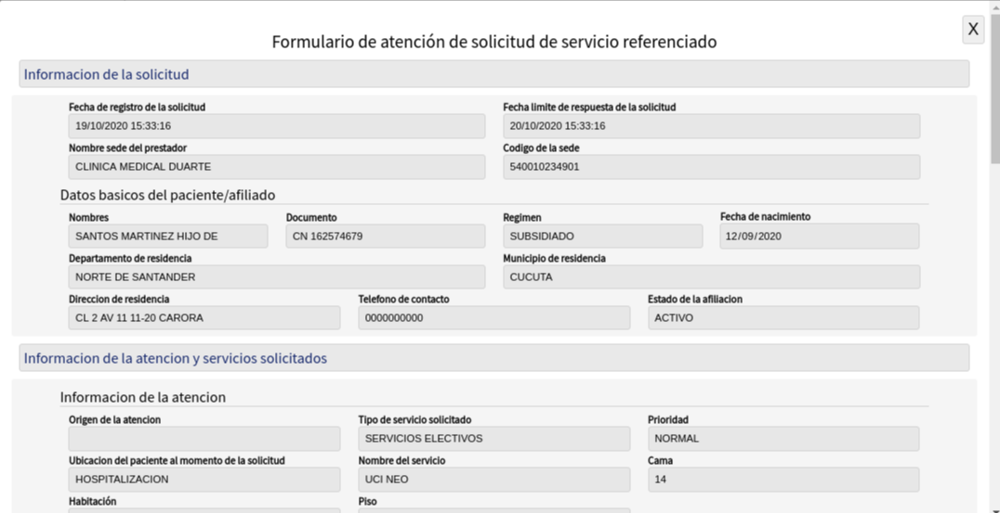 X
Formulario de atención de solicitud de servicio referenciado
Informacion de la solicitud
Fecha de registro de la solicitud Fecha limite de respuesta de la solicitud
19/10/2020 15:33:16 20/10/2020 15:33:16
Nombre sede del prestador Codigo de la sede
CLINICA MEDICAL DUARTE 540010234901
Datos basicos del paciente/afiliado
Nombres Documento Regimen Fecha de nacimiento
SANTOS MARTINEZ HIJO DE CN 162574679 SUBSIDIADO 12/09/2020
Departamento de residencia Municipio de residencia
NORTE DE SANTANDER CUCUTA
Direccion de residencia Telefono de contacto Estado de la afiliacion
CL 2 AV 11 11-20 CARORA 0000000000 ACTIVO
Informacion de la atencion y servicios solicitados
Informacion de la atencion
Origen de la atencion Tipo de servicio solicitado Prioridad
SERVICIOS ELECTIVOS NORMAL
Ubicacion del paciente al momento de la solicitud Nombre del servicio Cama
HOSPITALIZACION UCI NEO 14
Habitación Piso